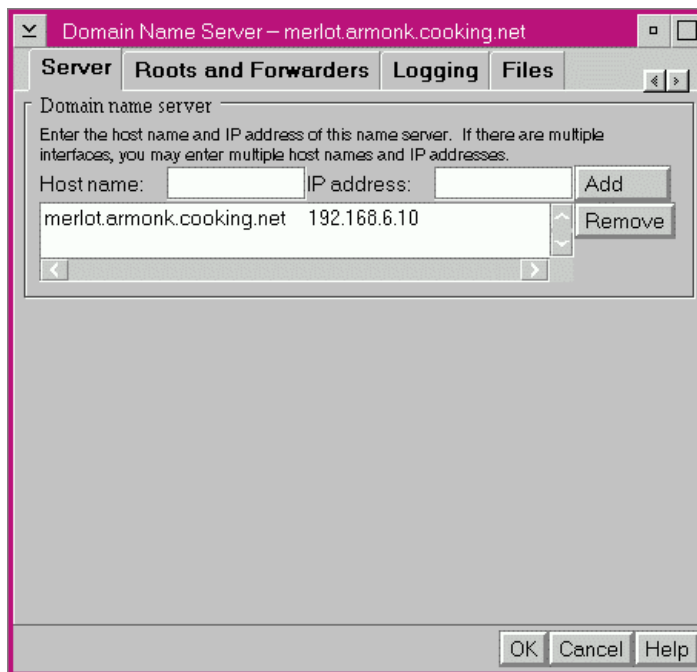 Domain Name Server – merlot.armonk.cooking.net
Server Roots and Forwarders Logging Files
Domain name server
Enter the host name and IP address of this name server. If there are multiple
interfaces, you may enter multiple host names and IP addresses.
Host name: IP address: Add
merlot.armonk.cooking.net 192.168.6.10 Remove
OK Cancel Help